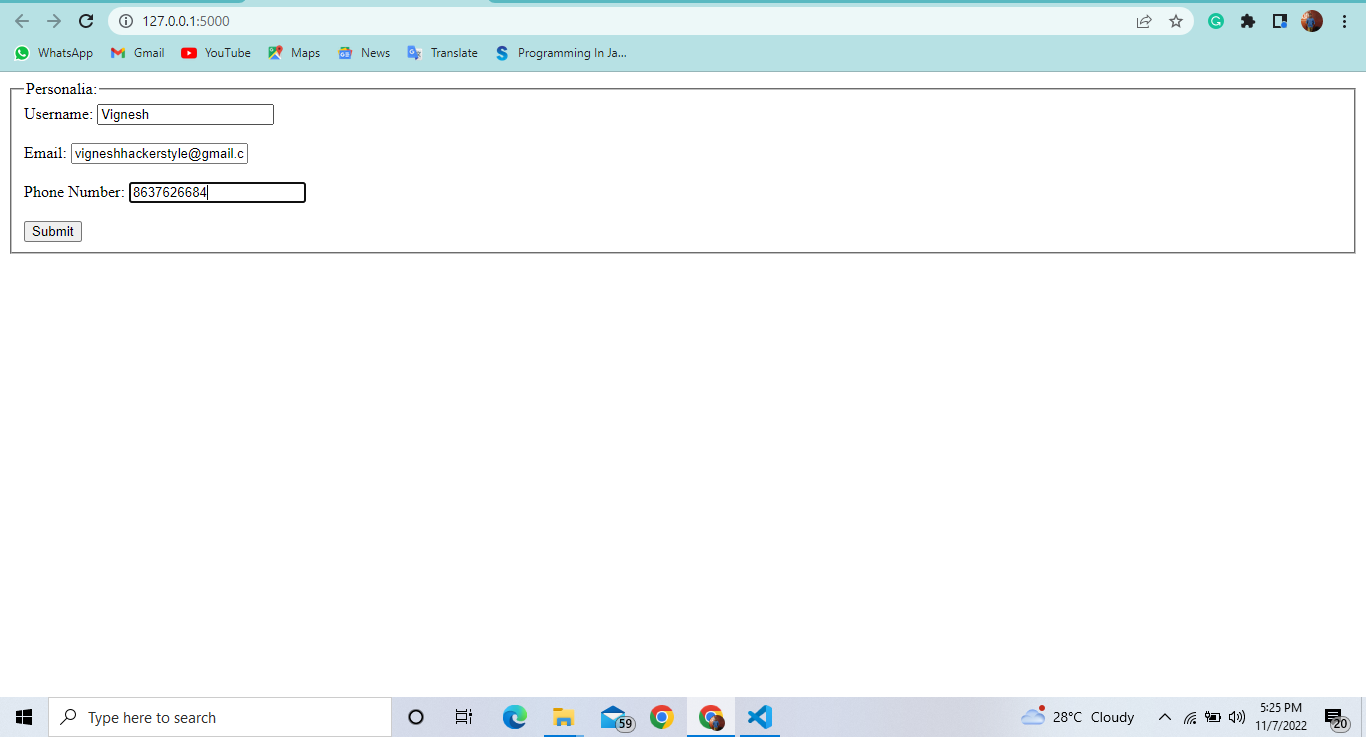 127.0.0.1:5000
WhatsApp Gmail YouTube Maps News Translate Programming In Ja...
Personalia:
Username: Vignesh
Email: vigneshhackerstyle@gmail.c
Phone Number: 8637626684
Submit
Type here to search
59
28°C Cloudy
5:25 PM
11/7/2022
20